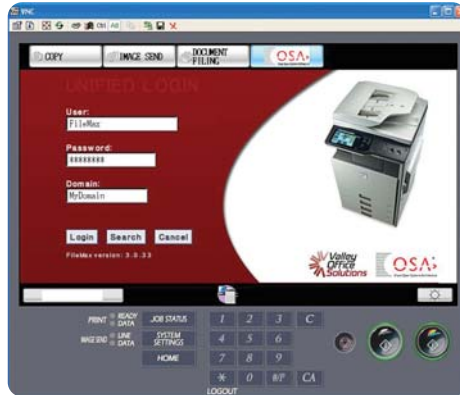 VNC
Ctrl Alt
COPY
IMAGE SEND
DOCUMENT
FILING
OSA
UNIFIED LOGIN
User:
FileMax
Password:
########
Domain:
MyDomain
Login Search Cancel
FileMax version: 3.0.33
Valley
Office
Solutions
OSA
PRINT READY
DATA
JOB STATUS
1 2 3 C
IMAGE SEND LINE
DATA
SYSTEM
SETTINGS
4 5 6
HOME
7 8 9
* 0 #/P CA
LOGOUT